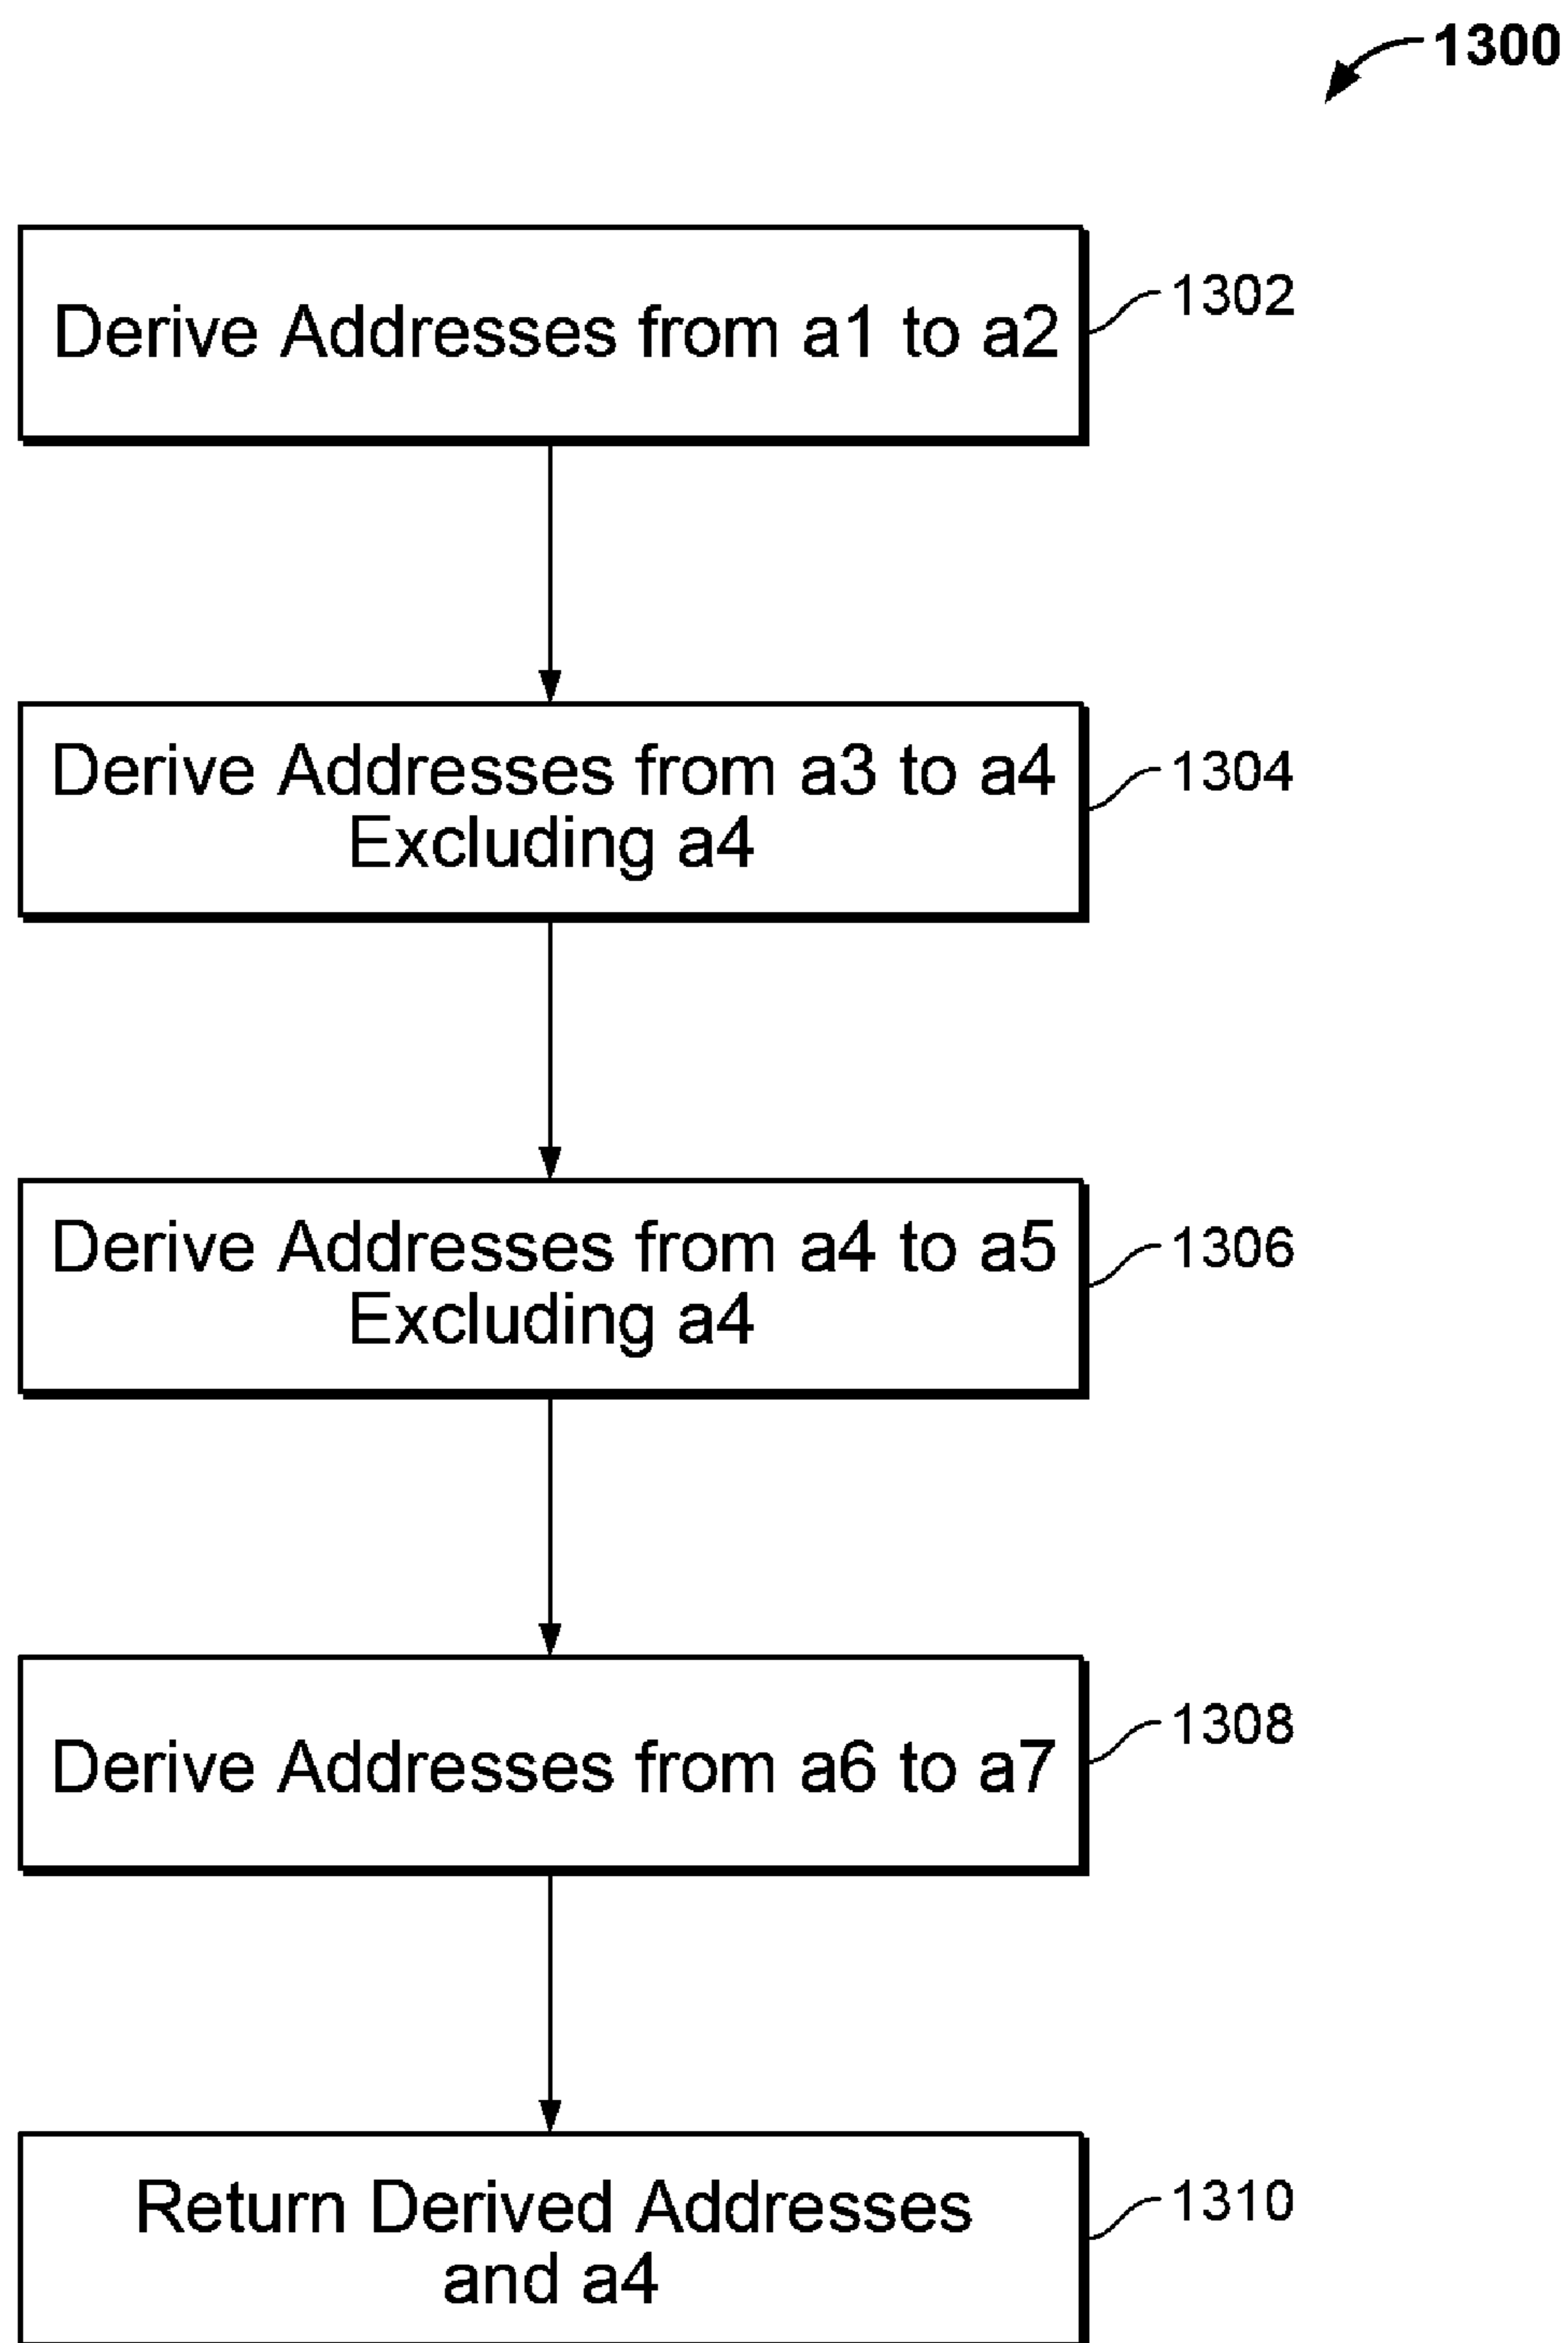 1300
Derive Addresses from a1 to a2
1302
Derive Addresses from a3 to a4
Excluding a4
1304
Derive Addresses from a4 to a5
Excluding a4
1306
Derive Addresses from a6 to a7
1308
Return Derived Addresses
and a4
1310